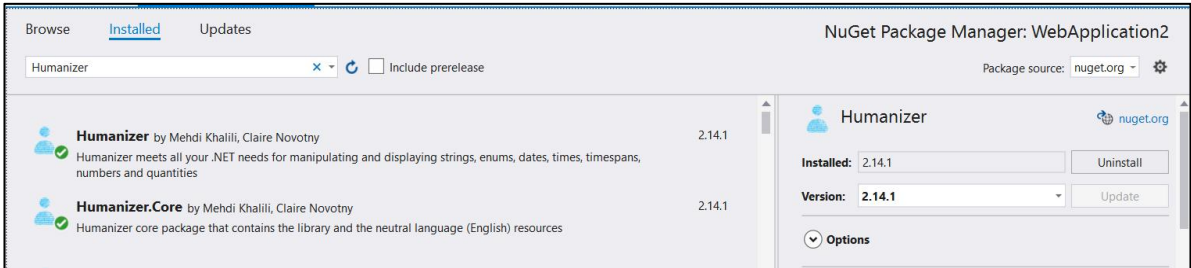 Browse Installed Updates
NuGet Package Manager: WebApplication2
Humanizer
Include prerelease
Package source: nuget.org
Humanizer by Mehdi Khalili, Claire Novotny 2.14.1
Humanizer meets all your .NET needs for manipulating and displaying strings, enums, dates, times, timespans,
numbers and quantities
Humanizer.Core by Mehdi Khalili, Claire Novotny 2.14.1
Humanizer core package that contains the library and the neutral language (English) resources
Humanizer nuget.org
Installed: 2.14.1 Uninstall
Version: 2.14.1 Update
Options